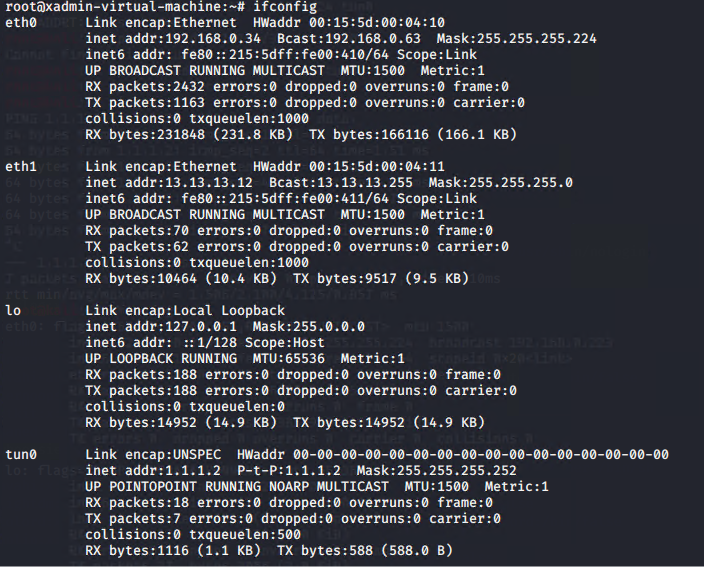 root@xadmin-virtual-machine:~# ifconfig
eth0 Link encap:Ethernet HWaddr 00:15:5d:00:04:10
inet addr:192.168.0.34 Bcast:192.168.0.63 Mask:255.255.255.224
inet6 addr: fe80::215:5dff:fe00:410/64 Scope:Link
UP BROADCAST RUNNING MULTICAST MTU:1500 Metric:1
RX packets:2432 errors:0 dropped:0 overruns:0 frame:0
TX packets:1163 errors:0 dropped:0 overruns:0 carrier:0
collisions:0 txqueuelen:1000
RX bytes:231848 (231.8 KB) TX bytes:166116 (166.1 KB)
eth1 Link encap:Ethernet HWaddr 00:15:5d:00:04:11
inet addr:13.13.13.12 Bcast:13.13.13.255 Mask:255.255.255.0
inet6 addr: fe80::215:5dff:fe00:411/64 Scope:Link
UP BROADCAST RUNNING MULTICAST MTU:1500 Metric:1
RX packets:70 errors:0 dropped:0 overruns:0 frame:0
TX packets:62 errors:0 dropped:0 overruns:0 carrier:0
collisions:0 txqueuelen:1000
RX bytes:10464 (10.4 KB) TX bytes:9517 (9.5 KB)
lo Link encap:Local Loopback
inet addr:127.0.0.1 Mask:255.0.0.0
inet6 addr: ::1/128 Scope:Host
UP LOOPBACK RUNNING MTU:65536 Metric:1
RX packets:188 errors:0 dropped:0 overruns:0 frame:0
TX packets:188 errors:0 dropped:0 overruns:0 carrier:0
collisions:0 txqueuelen:0
RX bytes:14952 (14.9 KB) TX bytes:14952 (14.9 KB)
tun0 Link encap:UNSPEC HWaddr 00-00-00-00-00-00-00-00-00-00-00-00-00-00-00-00
inet addr:1.1.1.2 P-t-P:1.1.1.2 Mask:255.255.255.252
UP POINTOPOINT RUNNING NOARP MULTICAST MTU:1500 Metric:1
RX packets:18 errors:0 dropped:0 overruns:0 frame:0
TX packets:7 errors:0 dropped:0 overruns:0 carrier:0
collisions:0 txqueuelen:500
RX bytes:1116 (1.1 KB) TX bytes:588 (588.0 B)